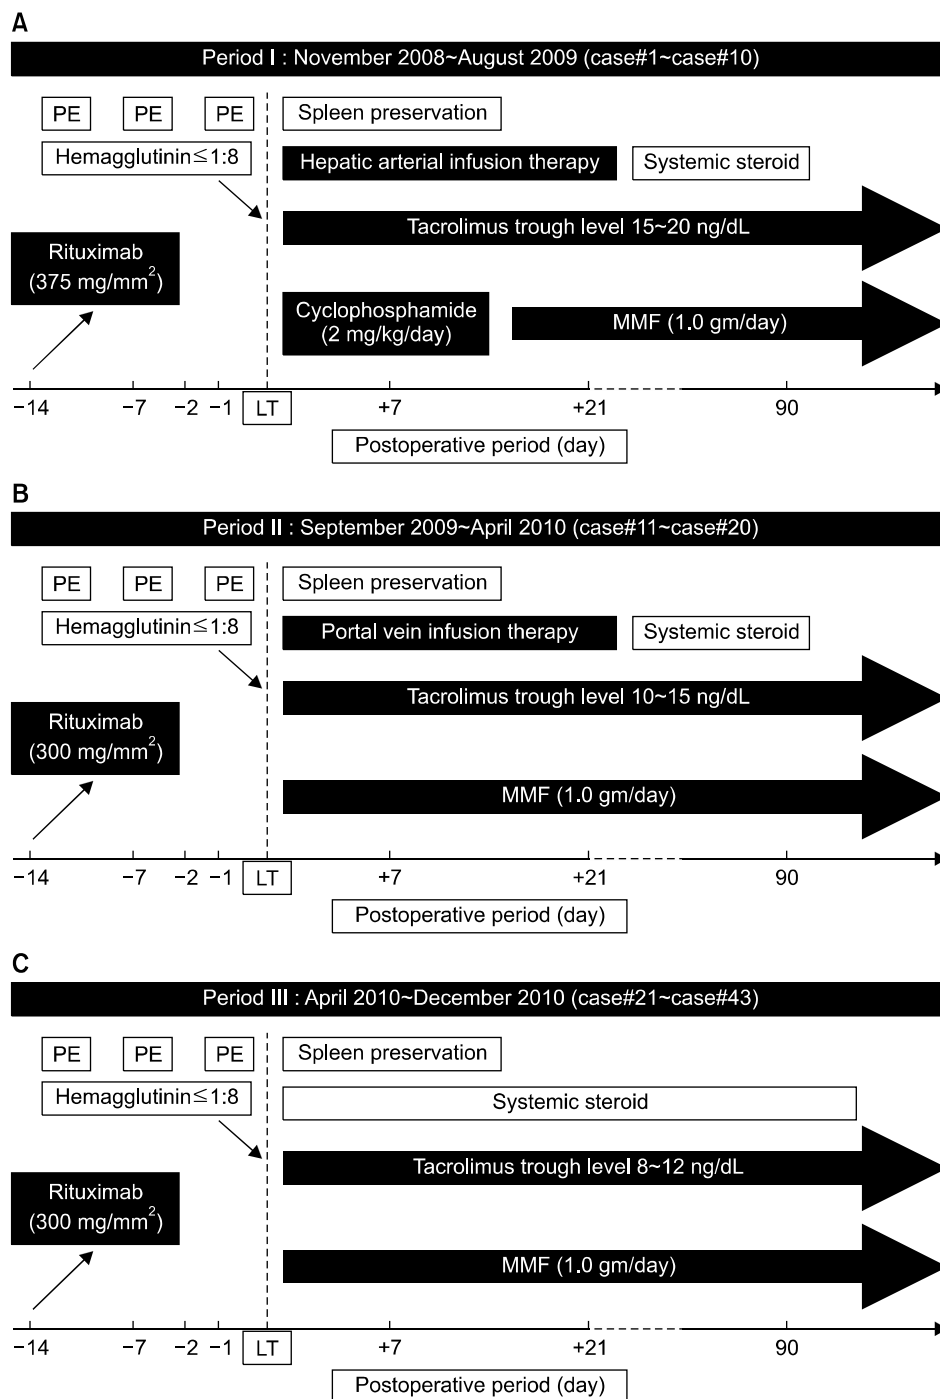 A
Period I : November 2008~August 2009 (case#1~case#10)
PE PE PE Spleen preservation
Hemagglutinin≤1:8 Hepatic arterial infusion therapy Systemic steroid
Tacrolimus trough level 15~20 ng/dL
Rituximab
(375 mg/mm²)
Cyclophosphamide
(2 mg/kg/day)
MMF (1.0 gm/day)
−14 −7 −2 −1 LT +7 +21 90
Postoperative period (day)
B
Period II : September 2009~April 2010 (case#11~case#20)
PE PE PE Spleen preservation
Hemagglutinin≤1:8 Portal vein infusion therapy Systemic steroid
Tacrolimus trough level 10~15 ng/dL
Rituximab
(300 mg/mm²)
MMF (1.0 gm/day)
−14 −7 −2 −1 LT +7 +21 90
Postoperative period (day)
C
Period III : April 2010~December 2010 (case#21~case#43)
PE PE PE Spleen preservation
Hemagglutinin≤1:8 Systemic steroid
Tacrolimus trough level 8~12 ng/dL
Rituximab
(300 mg/mm²)
MMF (1.0 gm/day)
−14 −7 −2 −1 LT +7 +21 90
Postoperative period (day)